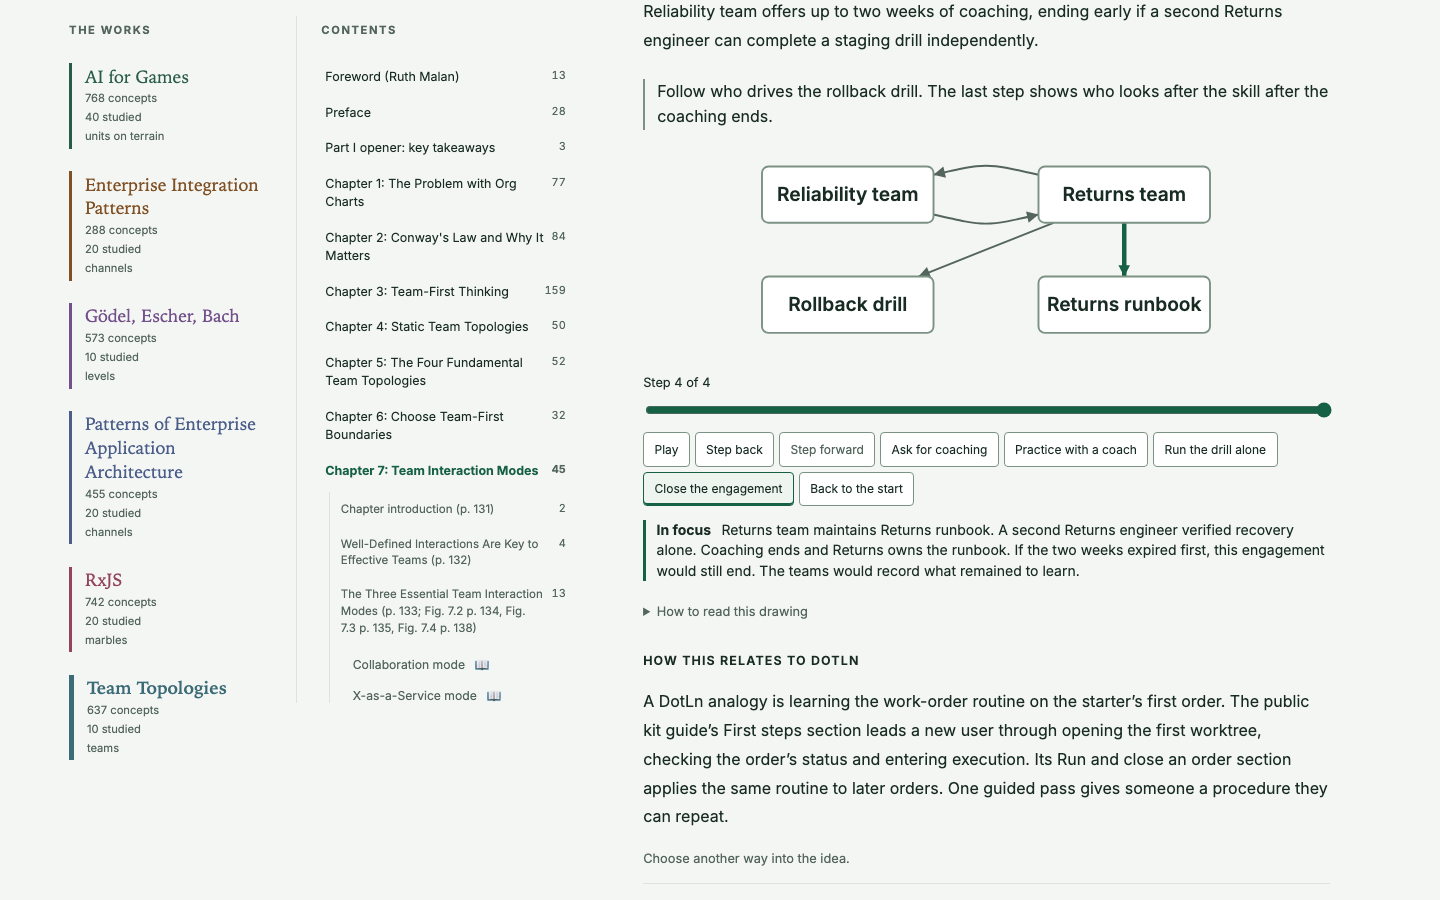 THE WORKS
AI for Games
768 concepts
40 studied
units on terrain
Enterprise Integration
Patterns
288 concepts
20 studied
channels
Gödel, Escher, Bach
573 concepts
10 studied
levels
Patterns of Enterprise
Application
Architecture
455 concepts
20 studied
channels
RxJS
742 concepts
20 studied
marbles
Team Topologies
637 concepts
10 studied
teams
CONTENTS
Foreword (Ruth Malan) 13
Preface 28
Part I opener: key takeaways 3
Chapter 1: The Problem with Org 77
Charts
Chapter 2: Conway's Law and Why It 84
Matters
Chapter 3: Team-First Thinking 159
Chapter 4: Static Team Topologies 50
Chapter 5: The Four Fundamental 52
Team Topologies
Chapter 6: Choose Team-First 32
Boundaries
Chapter 7: Team Interaction Modes 45
Chapter introduction (p. 131) 2
Well-Defined Interactions Are Key to 4
Effective Teams (p. 132)
The Three Essential Team Interaction 13
Modes (p. 133; Fig. 7.2 p. 134, Fig.
7.3 p. 135, Fig. 7.4 p. 138)
Collaboration mode
X-as-a-Service mode
Reliability team offers up to two weeks of coaching, ending early if a second Returns
engineer can complete a staging drill independently.
Follow who drives the rollback drill. The last step shows who looks after the skill after the
coaching ends.
Reliability team
Returns team
Rollback drill
Returns runbook
Step 4 of 4
Play
Step back
Step forward
Ask for coaching
Practice with a coach
Run the drill alone
Close the engagement
Back to the start
In focus Returns team maintains Returns runbook. A second Returns engineer verified recovery
alone. Coaching ends and Returns owns the runbook. If the two weeks expired first, this engagement
would still end. The teams would record what remained to learn.
How to read this drawing
HOW THIS RELATES TO DOTLN
A DotLn analogy is learning the work-order routine on the starter’s first order. The public
kit guide’s First steps section leads a new user through opening the first worktree,
checking the order’s status and entering execution. Its Run and close an order section
applies the same routine to later orders. One guided pass gives someone a procedure they
can repeat.
Choose another way into the idea.